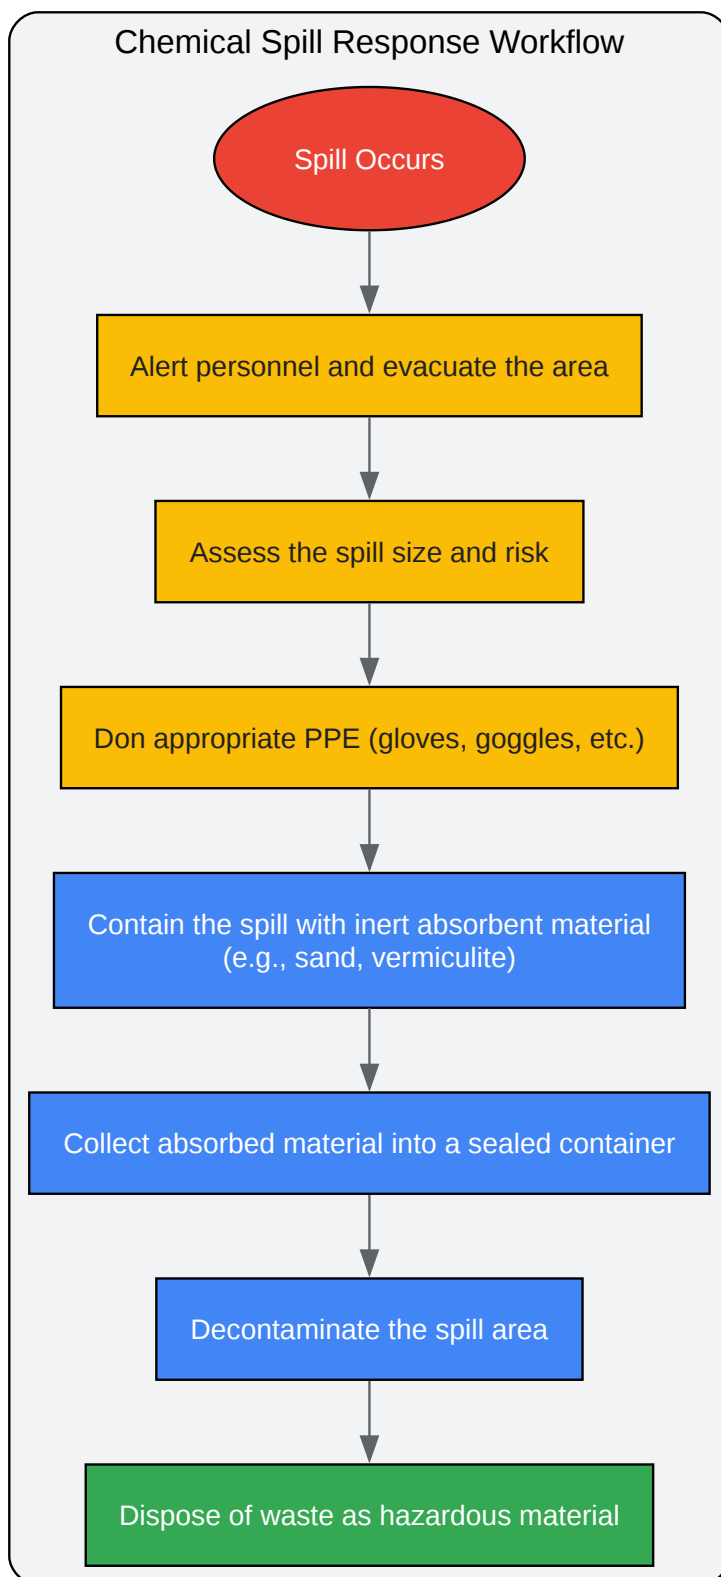 Chemical Spill Response Workflow
Spill Occurs
Alert personnel and evacuate the area
Assess the spill size and risk
Don appropriate PPE (gloves, goggles, etc.)
Contain the spill with inert absorbent material
(e.g., sand, vermiculite)
Collect absorbed material into a sealed container
Decontaminate the spill area
Dispose of waste as hazardous material